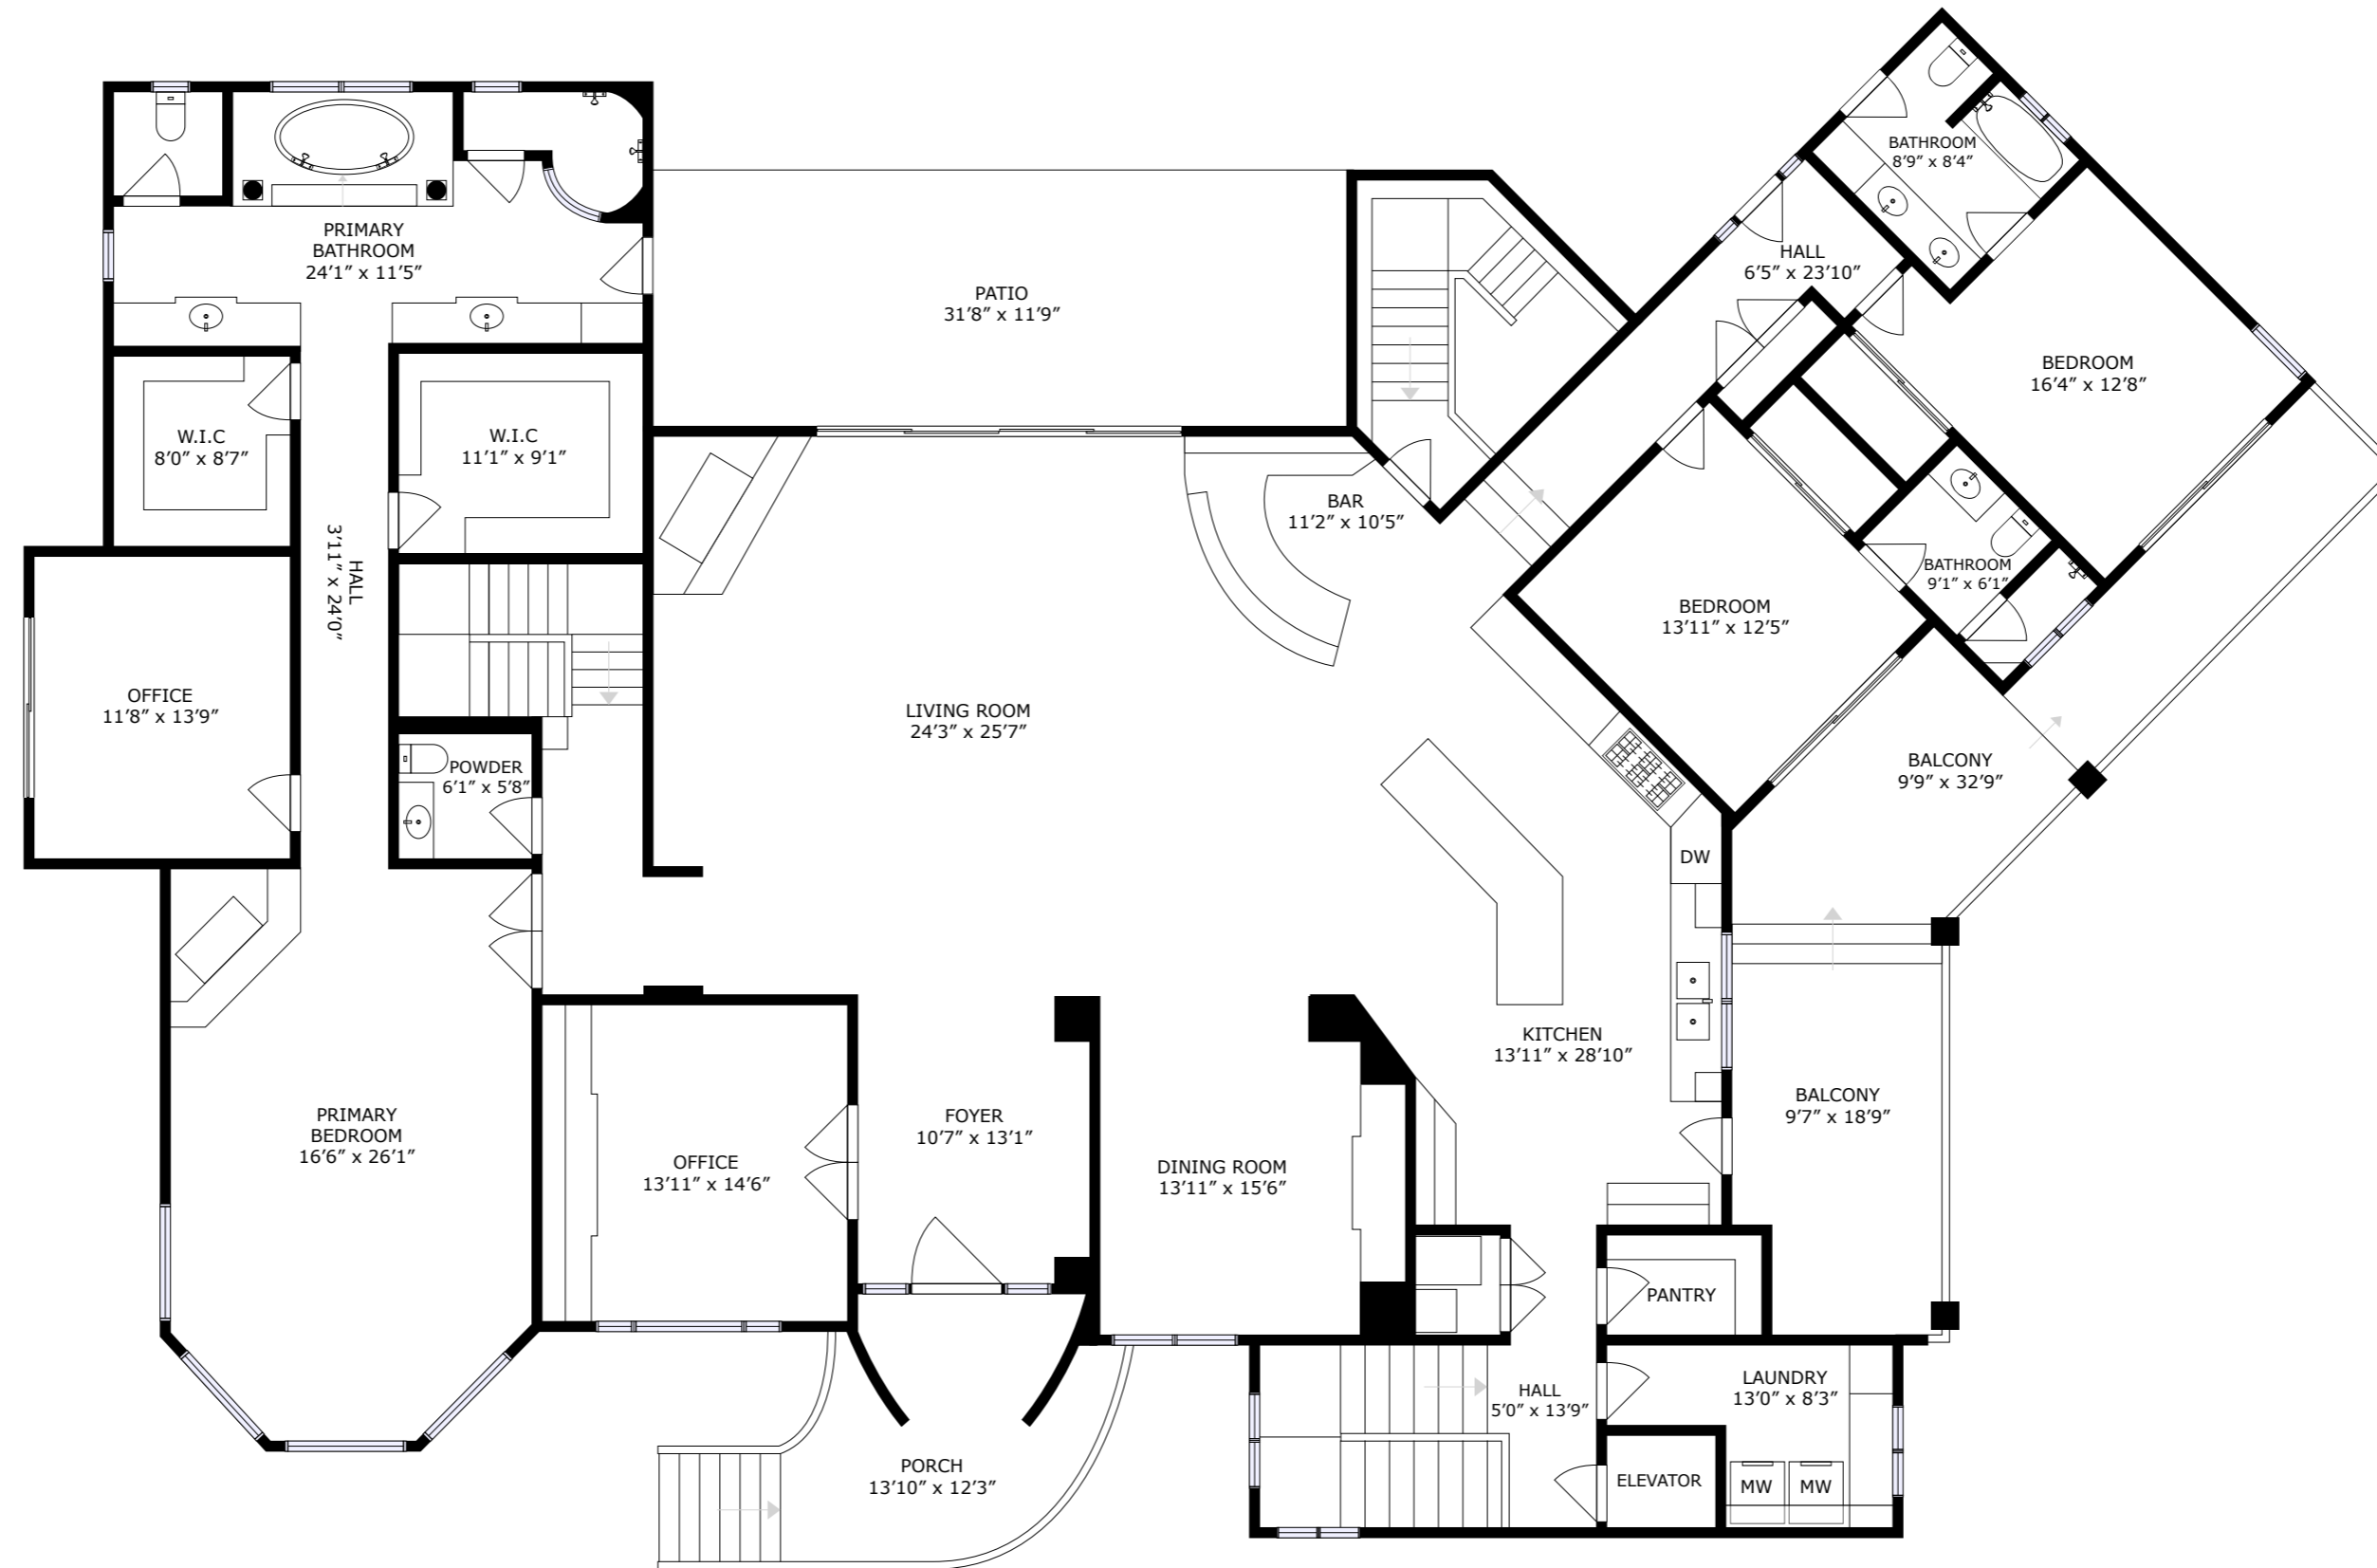 BATHROOM
8'9" x 8'4"
PRIMARY
BATHROOM
24'1" x 11'5"
HALL
6'5" x 23'10"
PATIO
31'8" x 11'9"
BEDROOM
16'4" x 12'8"
W.I.C
8'0" x 8'7"
W.I.C
11'1" x 9'1"
BAR
11'2" x 10'5"
HALL
3'11" x 24'0"
BATHROOM
9'1" x 6'1"
BEDROOM
13'11" x 12'5"
OFFICE
11'8" x 13'9"
LIVING ROOM
24'3" x 25'7"
POWDER
6'1" x 5'8"
BALCONY
9'9" x 32'9"
DW
KITCHEN
13'11" x 28'10"
PRIMARY
BEDROOM
16'6" x 26'1"
FOYER
10'7" x 13'1"
BALCONY
9'7" x 18'9"
OFFICE
13'11" x 14'6"
DINING ROOM
13'11" x 15'6"
PANTRY
HALL
5'0" x 13'9"
LAUNDRY
13'0" x 8'3"
PORCH
13'10" x 12'3"
ELEVATOR
MW
MW